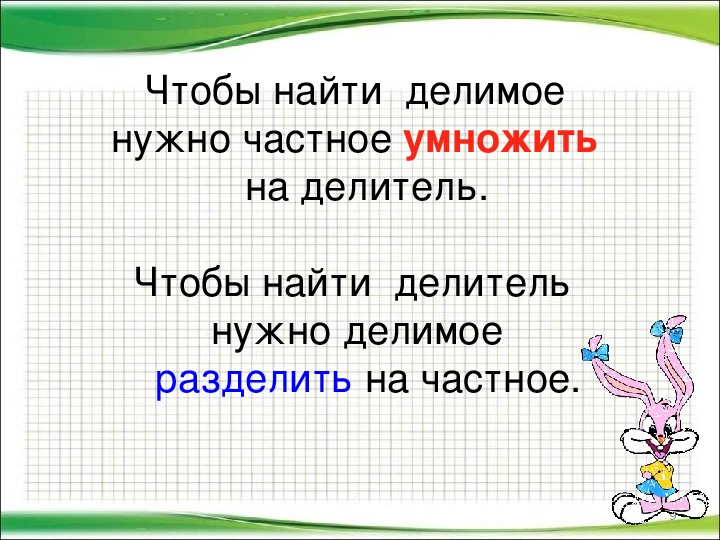 Чтобы найти делимое
нужно частное умножить
на делитель.
Чтобы найти делитель
нужно делимое
разделить на частное.